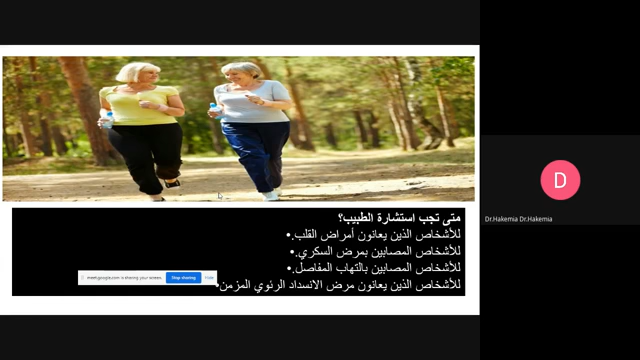 متى تجب استشارة الطبيب؟
للأشخاص الذين يعانون أمراض القلب.•
للأشخاص المصابين بمرض السكري.•
للأشخاص المصابين بالتهاب المفاصل.•
للأشخاص الذين يعانون مرض الانسداد الرئوي المزمن•
meet.google.com is sharing your screen.
Stop sharing
Hide
D
Dr.Hakemia Dr.Hakemia